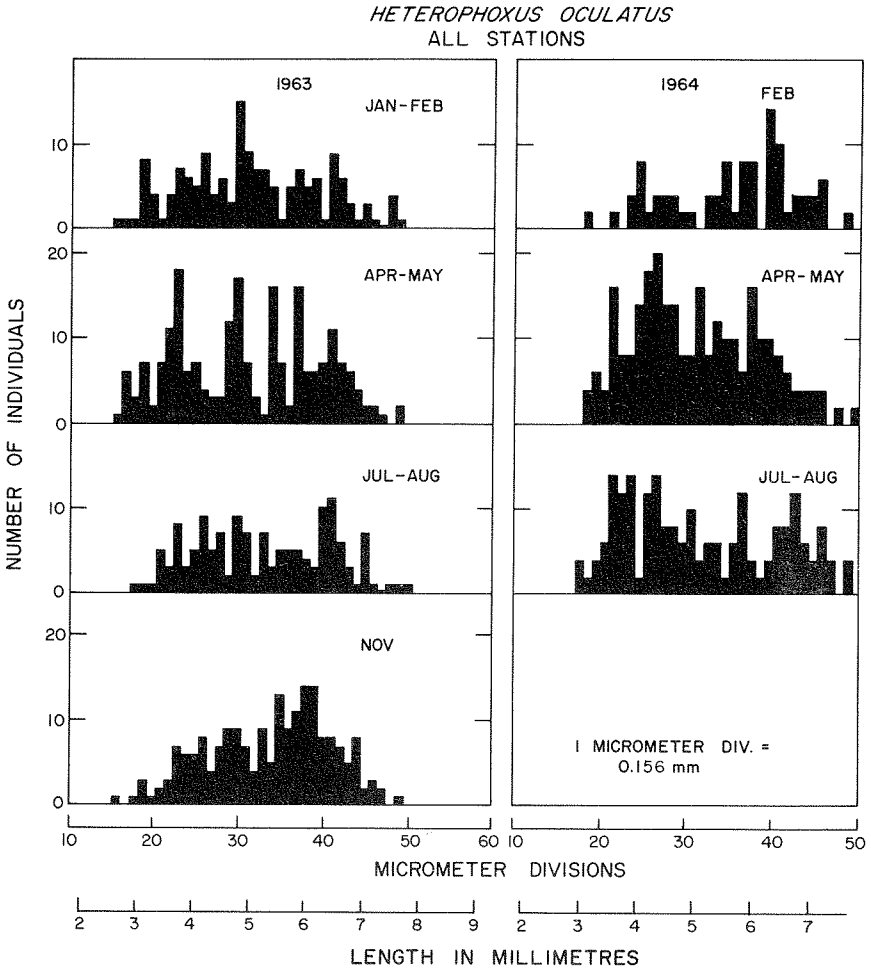 HETEROPHOXUS OCULATUS
ALL STATIONS
1963
JAN-FEB
1964
FEB
10
0
20
APR-MAY
APR-MAY
10
0
JUL-AUG
JUL-AUG
10
0
20
NOV
10
0
1 MICROMETER DIV. =
0.156 mm
NUMBER OF INDIVIDUALS
10 20 30 40 50 60 10 20 30 40 50
MICROMETER DIVISIONS
2 3 4 5 6 7 8 9 2 3 4 5 6 7
LENGTH IN MILLIMETRES